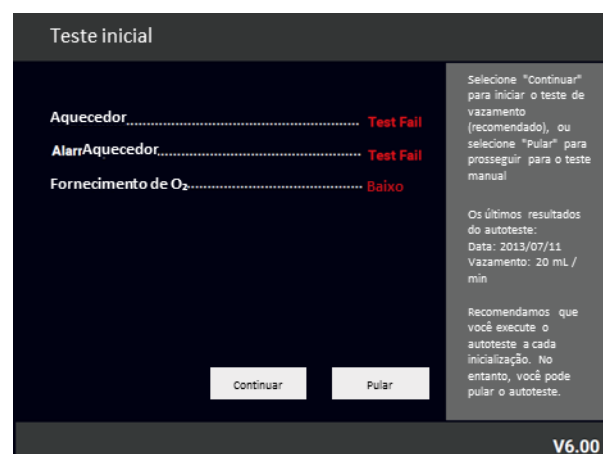 Teste inicial
Aquecedor Test Fail
AlarrAquecedor Test Fail
Fornecimento de O₂ Baixo
Continuar
Pular
Selecione "Continuar"
para iniciar o teste de
vazamento
(recomendado), ou
selecione "Pular" para
prosseguir para o teste
manual
Os últimos resultados
do autoteste:
Data: 2013/07/11
Vazamento: 20 mL /
min
Recomendamos que
você execute o
autoteste a cada
inicialização. No
entanto, você pode
pular o autoteste.
V6.00